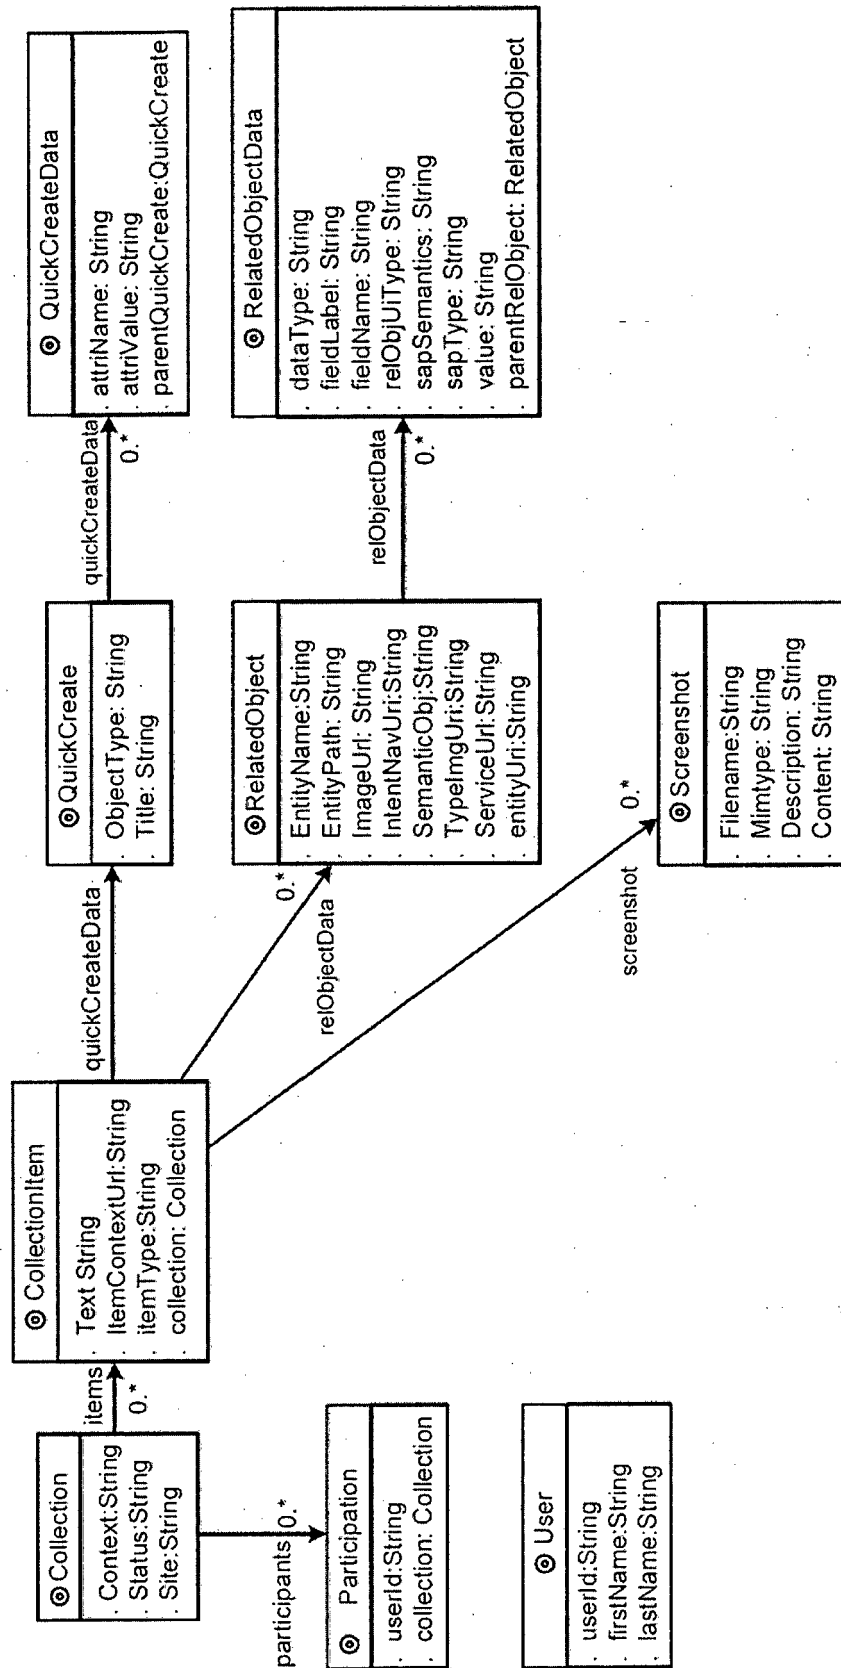 Collection
. Context:String
. Status:String
. Site:String
items
0.*
participants
0.*
Participation
. userId:String
. collection: Collection
User
. userId:String
. firstName:String
. lastName:String
CollectionItem
. Text String
. ItemContextUrl:String
. itemType:String
. collection: Collection
quickCreateData
relObjectData
0.*
screenshot
0.*
QuickCreate
. ObjectType: String
. Title: String
quickCreateData
0.*
QuickCreateData
. attriName: String
. attriValue: String
. parentQuickCreate:QuickCreate
RelatedObject
. EntityName:String
. EntityPath: String
. ImageUrl: String
. IntentNavUri:String
. SemanticObj:String
. TypeImgUri:String
. ServiceUrl:String
. entityUri:String
relObjectData
0.*
RelatedObjectData
. dataType: String
. fieldLabel: String
. fieldName: String
. relObjUiType: String
. sapSemantics: String
. sapType: String
. value: String
. parentRelObject: RelatedObject
Screenshot
. Filename:String
. Mimtype: String
. Description: String
. Content: String